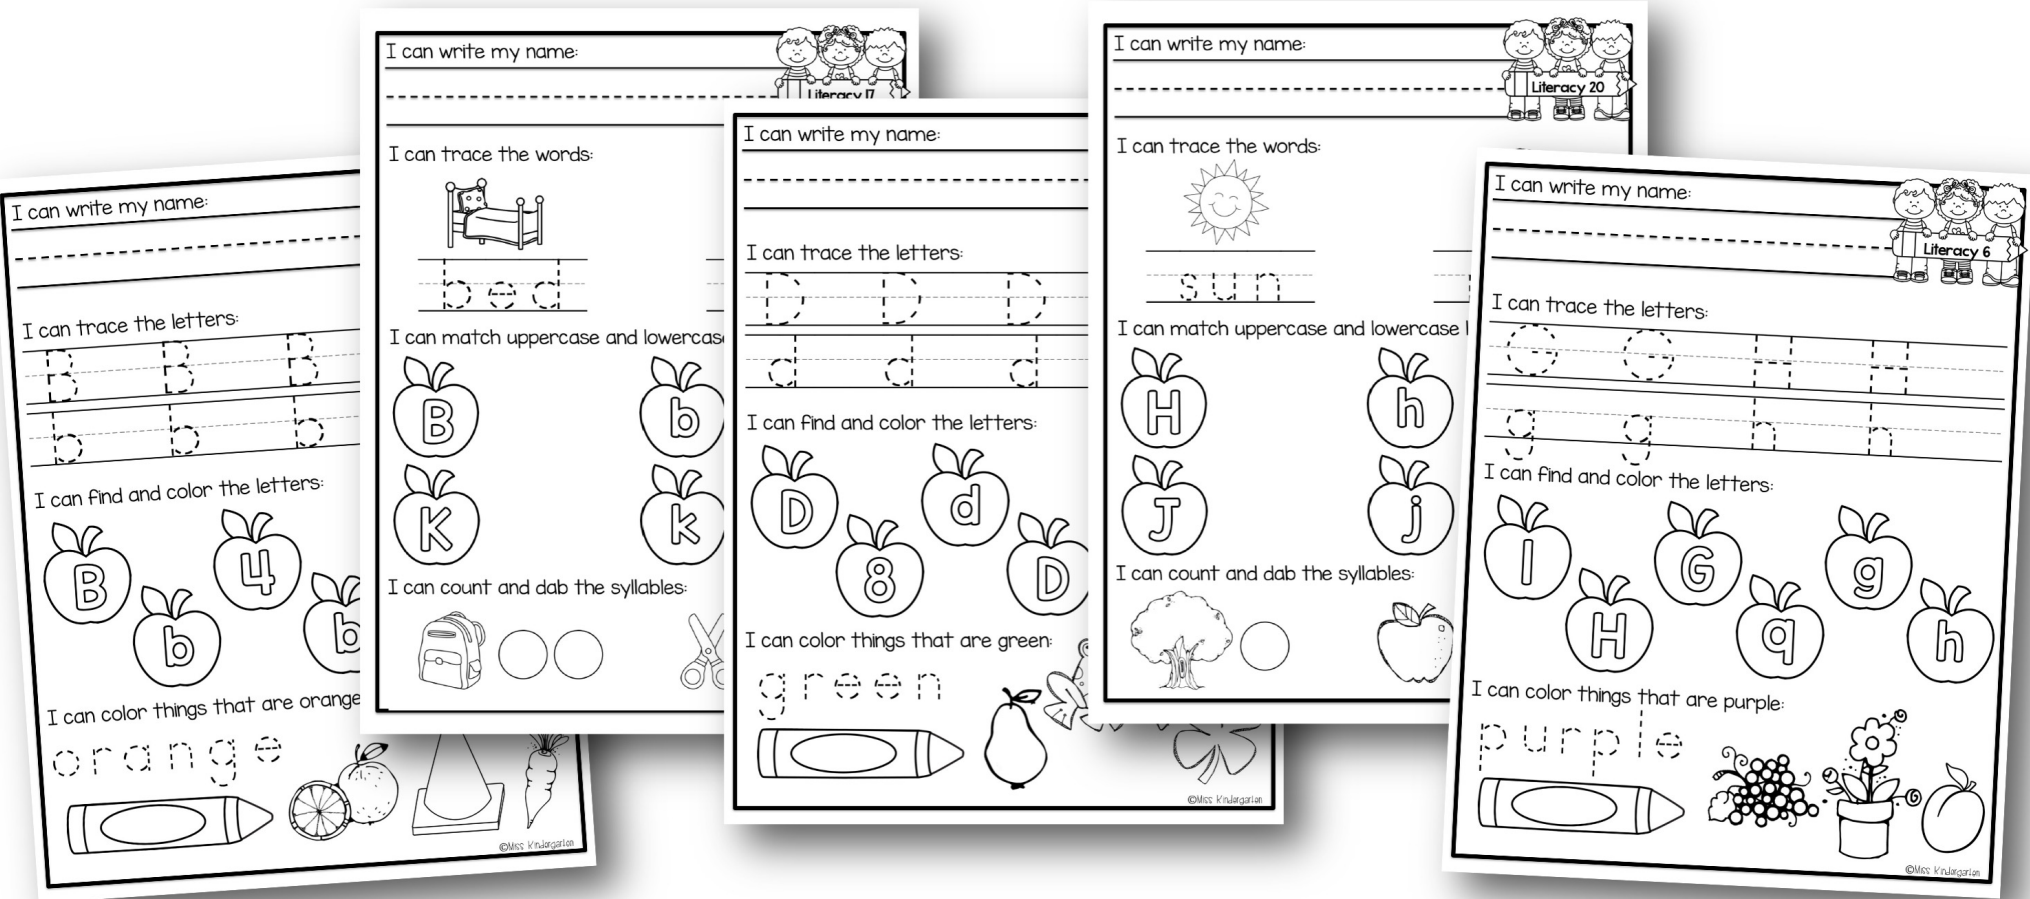 I can write my name:
I can trace the letters:
B B B
b b b
I can find and color the letters:
B 4
b b
I can color things that are orange
orange
©Miss Kindergarten
I can write my name:
Literacy 17
I can trace the words:
bed
I can match uppercase and lowercase
B b
K k
I can count and dab the syllables:
I can write my name:
I can trace the letters:
D D D
d d d
I can find and color the letters:
D d
8 D
I can color things that are green:
green
©Miss Kindergarten
I can write my name:
Literacy 20
I can trace the words:
sun
I can match uppercase and lowercase
H h
J j
I can count and dab the syllables:
I can write my name:
Literacy 6
I can trace the letters:
G G H H
g g h h
I can find and color the letters:
l G g
H q h
I can color things that are purple:
purple
©Miss Kindergarten